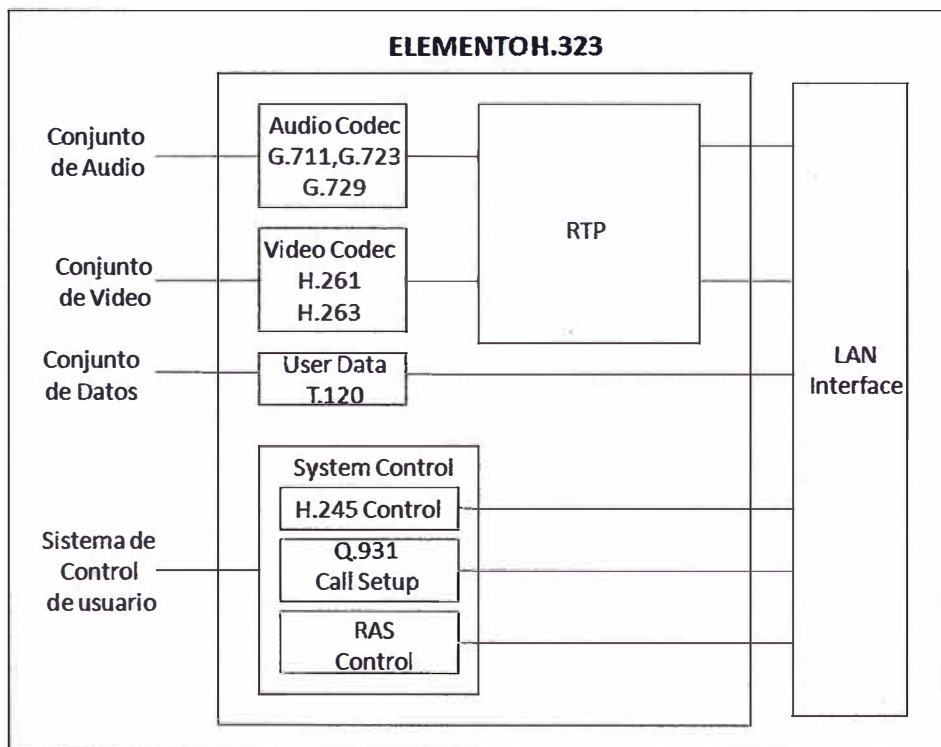 ELEMENTO H.323
Conjunto
de Audio
Audio Codec
G.711,G.723
G.729
RTP
Conjunto
de Video
Video Codec
H.261
H.263
Conjunto
de Datos
User Data
T.120
LAN
Interface
System Control
H.245 Control
Sistema de
Control
de usuario
Q.931
Call Setup
RAS
Control